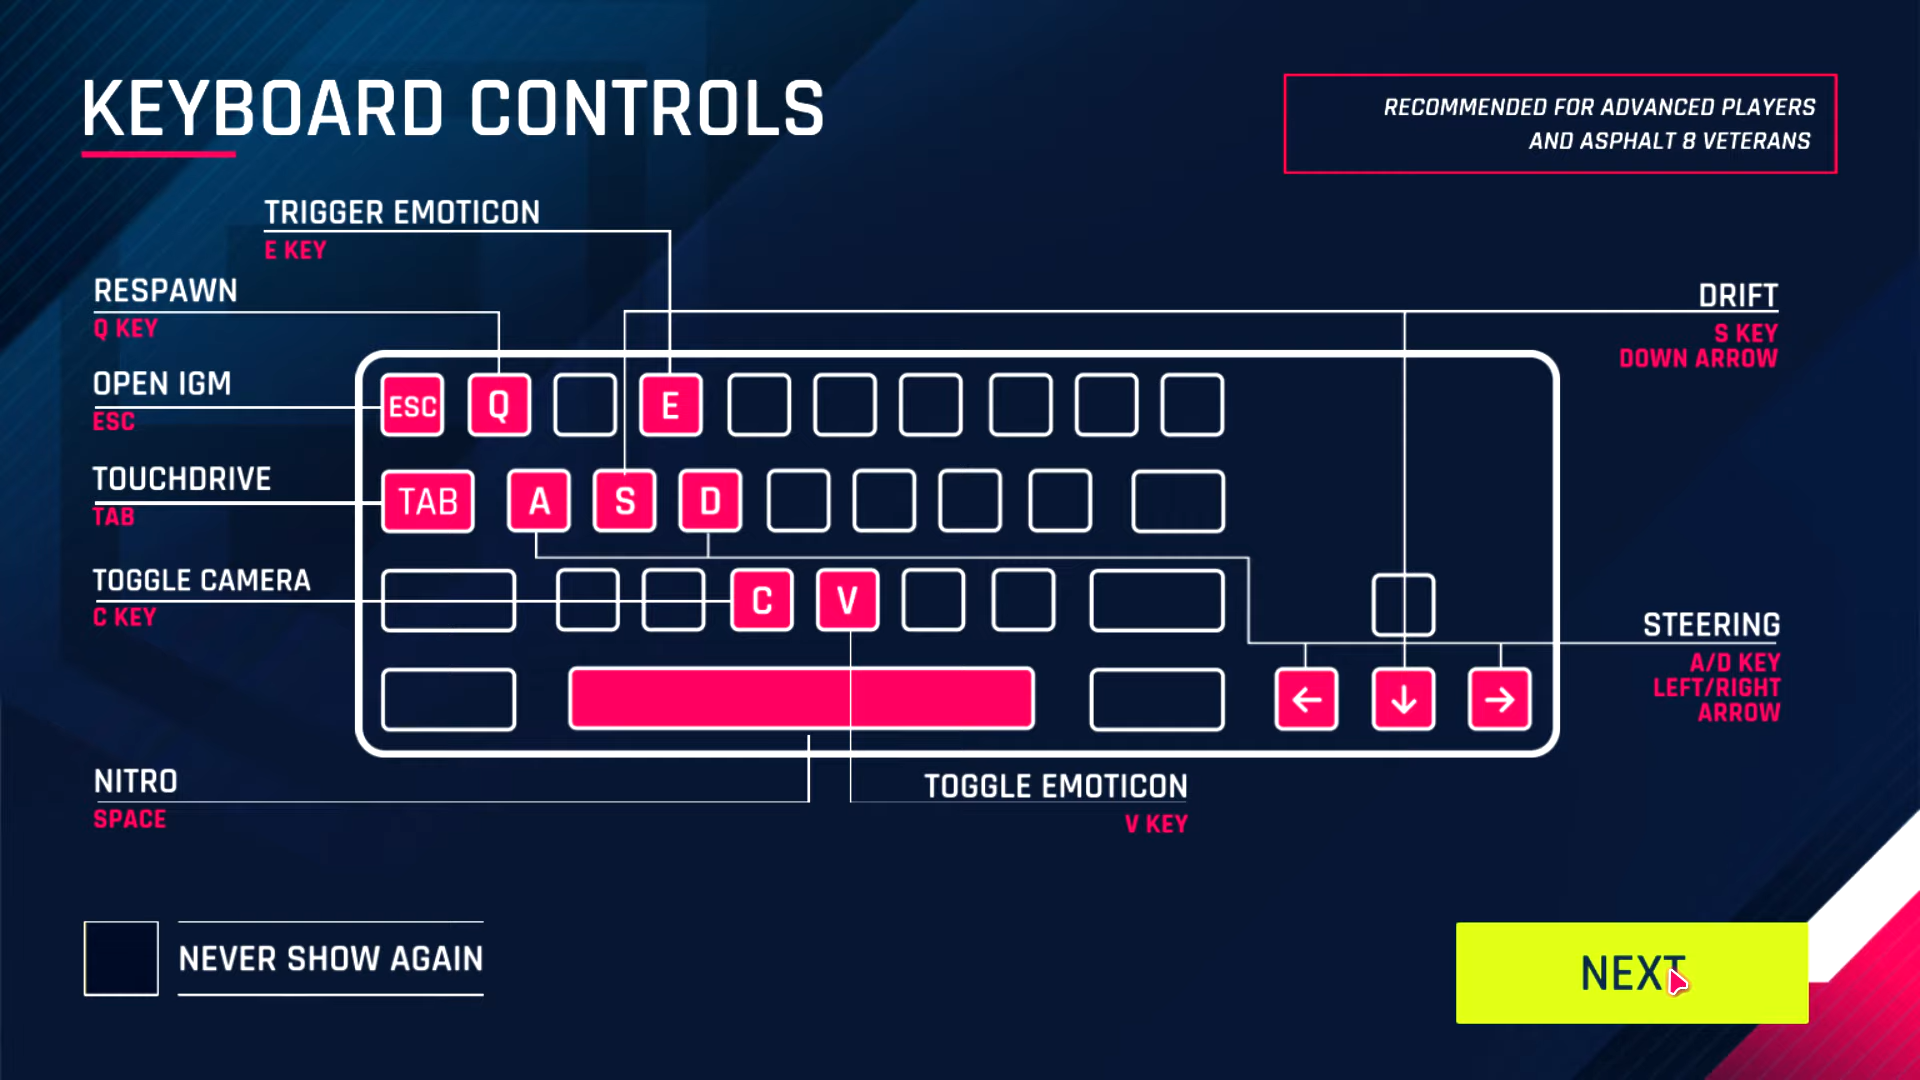 KEYBOARD CONTROLS
RECOMMENDED FOR ADVANCED PLAYERS
AND ASPHALT 8 VETERANS
TRIGGER EMOTICON
E KEY
RESPAWN
Q KEY
DRIFT
S KEY
DOWN ARROW
OPEN IGM
ESC
ESC Q E
TOUCHDRIVE
TAB
TAB A S D
TOGGLE CAMERA
C KEY
C V
STEERING
A/D KEY
LEFT/RIGHT
ARROW
← ↓ →
NITRO
SPACE
TOGGLE EMOTICON
V KEY
NEVER SHOW AGAIN
NEXT